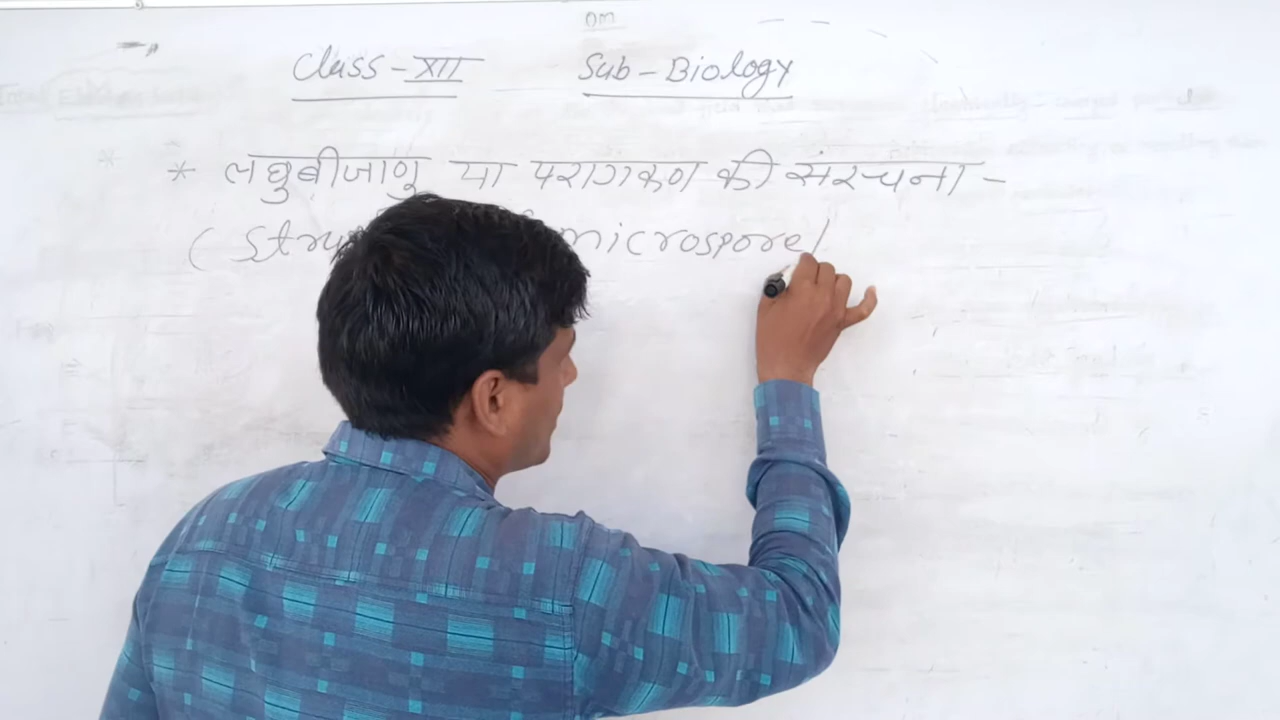 om
Class-XII Sub-Biology
* लघुबीजाणु या परागकण की संरचना -
( Stru microspore/